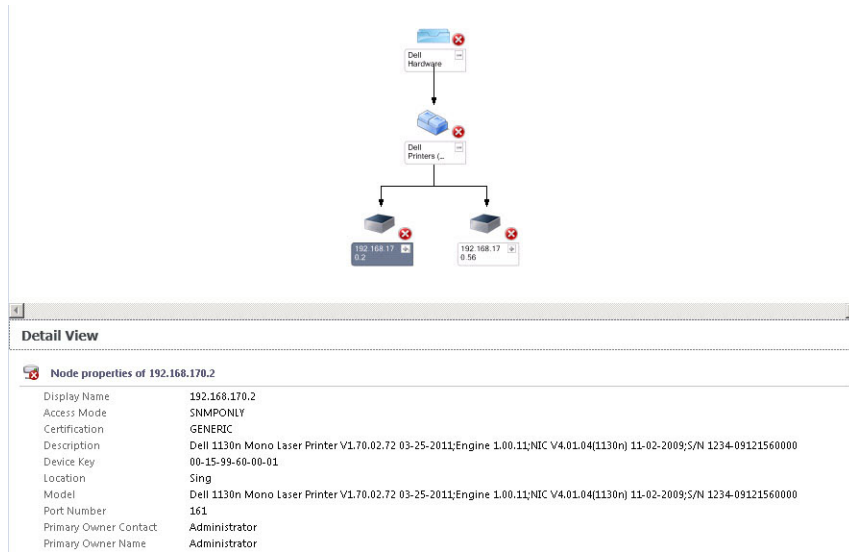 Dell
Hardware
Dell
Printers (...
192.168.17
0.2
192.168.17
0.56
Detail View
Node properties of 192.168.170.2
Display Name 192.168.170.2
Access Mode SNMPONLY
Certification GENERIC
Description Dell 1130n Mono Laser Printer V1.70.02.72 03-25-2011;Engine 1.00.11;NIC V4.01.04(1130n) 11-02-2009;S/N 1234-09121560000
Device Key 00-15-99-60-00-01
Location Sing
Model Dell 1130n Mono Laser Printer V1.70.02.72 03-25-2011;Engine 1.00.11;NIC V4.01.04(1130n) 11-02-2009;S/N 1234-09121560000
Port Number 161
Primary Owner Contact Administrator
Primary Owner Name Administrator